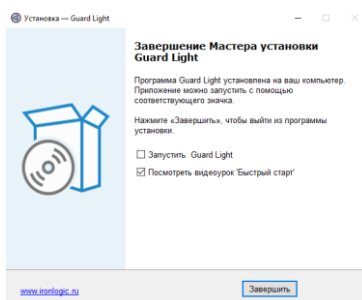 Установка — Guard Light
Завершение Мастера установки
Guard Light
Программа Guard Light установлена на ваш компьютер.
Приложение можно запустить с помощью
соответствующего значка.
Нажмите «Завершить», чтобы выйти из программы
установки.
Запустить Guard Light
Посмотреть видеоурок 'Быстрый старт'
www.ironlogic.ru
Завершить